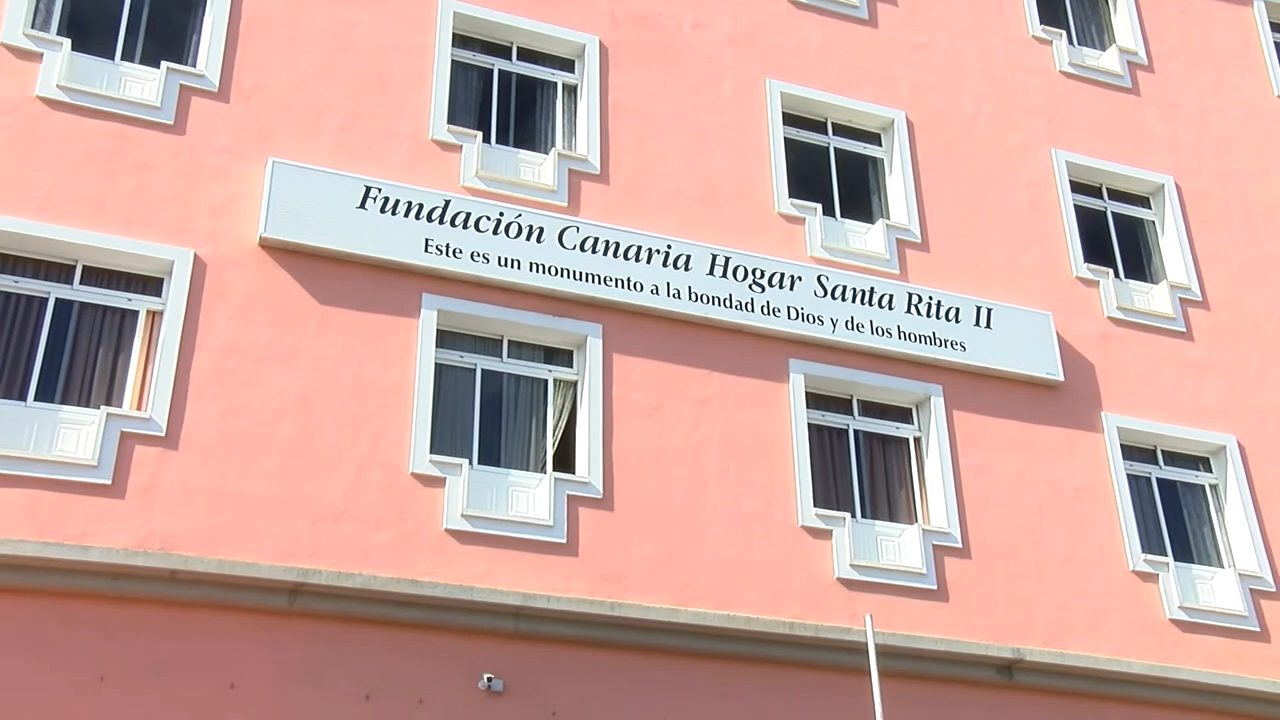 Fundación Canaria Hogar Santa Rita II
Este es un monumento a la bondad de Dios y de los hombres